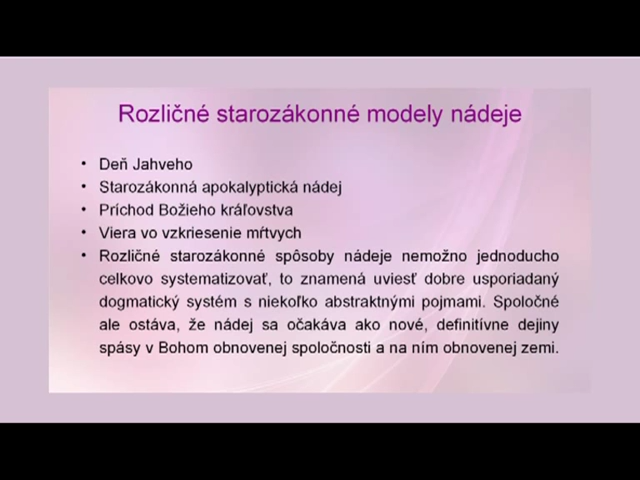 Rozličné starozákonné modely nádeje
• Deň Jahveho
• Starozákonná apokalyptická nádej
• Príchod Božieho kráľovstva
• Viera vo vzkriesenie mŕtvych
• Rozličné starozákonné spôsoby nádeje nemožno jednoducho
celkovo systematizovať, to znamená uviesť dobre usporiadaný
dogmatický systém s niekoľko abstraktnými pojmami. Spoločné
ale ostáva, že nádej sa očakáva ako nové, definitívne dejiny
spásy v Bohom obnovenej spoločnosti a na ním obnovenej zemi.